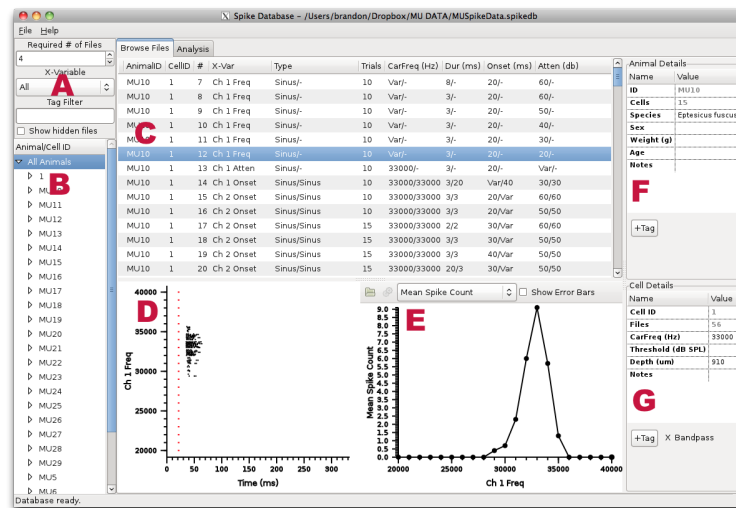 Spike Database - /Users/brandon/Dropbox/MU DATA/MUSpikeData.spikedb
File Help
Required # of Files
4
X-Variable
All
A
Tag Filter
Show hidden files
Animal/Cell ID
All Animals
1
B
MU11
MU12
MU13
MU14
MU15
MU16
MU17
MU18
MU19
MU20
MU21
MU22
MU23
MU24
MU25
MU26
MU27
MU28
MU29
MU5
MU6
Database ready.
Browse Files Analysis
AnimalID CellID # X-Var Type Trials CarFreq (Hz) Dur (ms) Onset (ms) Atten (db)
MU10 1 7 Ch 1 Freq Sinus/- 10 Var/- 8/- 20/- 60/-
MU10 1 8 Ch 1 Freq Sinus/- 10 Var/- 3/- 20/- 60/-
MU10 1 9 Ch 1 Freq Sinus/- 10 Var/- 3/- 20/- 50/-
MU10 1 10 Ch 1 Freq Sinus/- 10 Var/- 3/- 20/- 40/-
MU10 1 11 Ch 1 Freq Sinus/- 10 Var/- 3/- 20/- 30/-
MU10 1 12 Ch 1 Freq Sinus/- 10 Var/- 3/- 20/- 20/-
MU10 1 13 Ch 1 Atten Sinus/- 10 33000/- 3/- 20/- Var/-
MU10 1 14 Ch 1 Onset Sinus/Sinus 10 33000/33000 3/20 Var/40 30/30
MU10 1 15 Ch 2 Onset Sinus/Sinus 10 33000/33000 3/3 20/Var 60/60
MU10 1 16 Ch 2 Onset Sinus/Sinus 10 33000/33000 3/3 20/Var 50/50
MU10 1 17 Ch 2 Onset Sinus/Sinus 15 33000/33000 2/2 30/Var 60/60
MU10 1 18 Ch 2 Onset Sinus/Sinus 15 33000/33000 3/3 30/Var 50/50
MU10 1 19 Ch 2 Onset Sinus/Sinus 15 33000/33000 3/3 40/Var 50/50
MU10 1 20 Ch 2 Onset Sinus/Sinus 15 33000/33000 20/3 30/Var 50/50
C
D
40000
35000
30000
25000
20000
Ch 1 Freq
0 50 100 150 200 250 300
Time (ms)
Mean Spike Count
Show Error Bars
E
9.0
8.5
8.0
7.5
7.0
6.5
6.0
5.5
5.0
4.5
4.0
3.5
3.0
2.5
2.0
1.5
1.0
0.5
0.0
Mean Spike Count
20000 25000 30000 35000 40000
Ch 1 Freq
Animal Details
Name Value
ID MU10
Cells 15
Species Eptesicus fuscus
Sex
Weight (g)
Age
Notes
F
+Tag
Cell Details
Name Value
Cell ID 1
Files 56
CarFreq (Hz) 33000
Threshold (dB SPL)
Depth (um) 910
Notes
G
+Tag X Bandpass